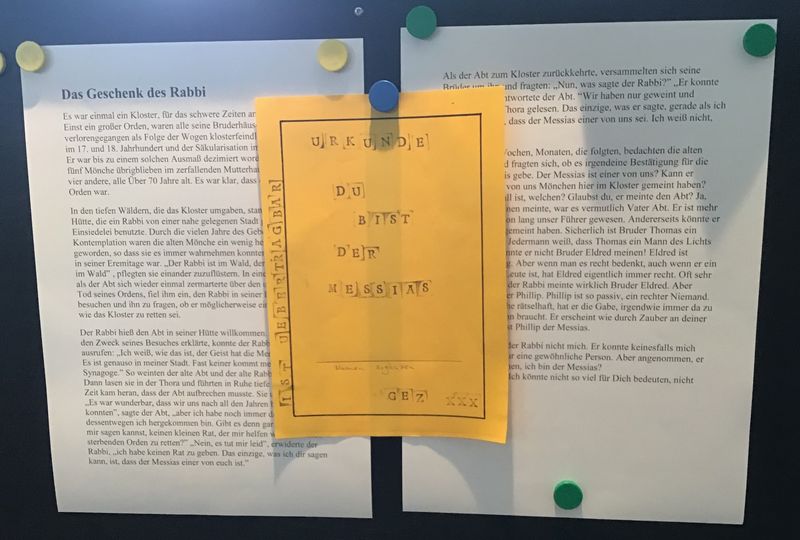 Das Geschenk des Rabbi
Es war einmal ein Kloster, für das schwere Zeiten
Einst ein großer Orden, waren alle seine Bruderhäus
verlorengegangen als Folge der Wogen klosterfeindl
im 17. und 18. Jahrhundert und der Säkularisation im
Er war bis zu einem solchen Ausmaß dezimiert word
fünf Mönche übrigblieben im zerfallenden Mutterhau
vier andere, alle Über 70 Jahre alt. Es war klar, dass
Orden war.
In den tiefen Wäldern, die das Kloster umgaben, stan
Hütte, die ein Rabbi von einer nahe gelegenen Stadt
Einsiedelei benutzte. Durch die vielen Jahre des Gebe
Kontemplation waren die alten Mönche ein wenig he
geworden, so dass sie es immer wahrnehmen konnten
in seiner Eremitage war. „Der Rabbi ist im Wald, der
im Wald" , pflegten sie einander zuzuflüstern. In eine
als der Abt sich wieder einmal zermarterte über den
Tod seines Ordens, fiel ihm ein, den Rabbi in seiner
besuchen und ihn zu fragen, ob er möglicherweise ein
wie das Kloster zu retten sei.
Der Rabbi hieß den Abt in seiner Hütte willkommen.
den Zweck seines Besuches erklärte, konnte der Rabb
ausrufen: „Ich weiß, wie das ist, der Geist hat die Me
Es ist genauso in meiner Stadt. Fast keiner kommt me
Synagoge." So weinten der alte Abt und der alte Rabb
Dann lasen sie in der Thora und führten in Ruhe tiefe
Zeit kam heran, dass der Abt aufbrechen musste. Sie
„Es war wunderbar, dass wir uns nach all den Jahren
konnten", sagte der Abt, „aber ich habe noch immer
dessentwegen ich hergekommen bin. Gibt es denn gar
mir sagen kannst, keinen kleinen Rat, der mir helfen
sterbenden Orden zu retten?" „Nein, es tut mir leid", erwiderte der
Rabbi, „ich habe keinen Rat zu geben. Das einzige, was ich dir sagen
kann, ist, dass der Messias einer von euch ist."
URKUNDE
DU
BIST
DER
MESSIAS
GEZ XXX
IST UEBERTRAGBAR
Als der Abt zum Kloster zurückkehrte, versammelten sich seine
Brüder um ihn und fragten: „Nun, was sagte der Rabbi?" „Er konnte
twortete der Abt. "Wir haben nur geweint und
hora gelesen. Das einzige, was er sagte, gerade als ich
, dass der Messias einer von uns sei. Ich weiß nicht,
ochen, Monaten, die folgten, bedachten die alten
d fragten sich, ob es irgendeine Bestätigung für die
is gebe. Der Messias ist einer von uns? Kann er
von uns Mönchen hier im Kloster gemeint haben?
ll ist, welchen? Glaubst du, er meinte den Abt? Ja,
nen meinte, war es vermutlich Vater Abt. Er ist mehr
on lang unser Führer gewesen. Andererseits könnte er
gemeint haben. Sicherlich ist Bruder Thomas ein
Jedermann weiß, dass Thomas ein Mann des Lichts
nte er nicht Bruder Eldred meinen! Eldred ist
g. Aber wenn man es recht bedenkt, auch wenn er ein
eute ist, hat Eldred eigentlich immer recht. Oft sehr
der Rabbi meinte wirklich Bruder Eldred. Aber
er Phillip. Phillip ist so passiv, ein rechter Niemand.
he rätselhaft, hat er die Gabe, irgendwie immer da zu
n braucht. Er erscheint wie durch Zauber an deiner
st Phillip der Messias.
der Rabbi nicht mich. Er konnte keinesfalls mich
r eine gewöhnliche Person. Aber angenommen, er
nen, ich bin der Messias?
Ich könnte nicht so viel für Dich bedeuten, nicht